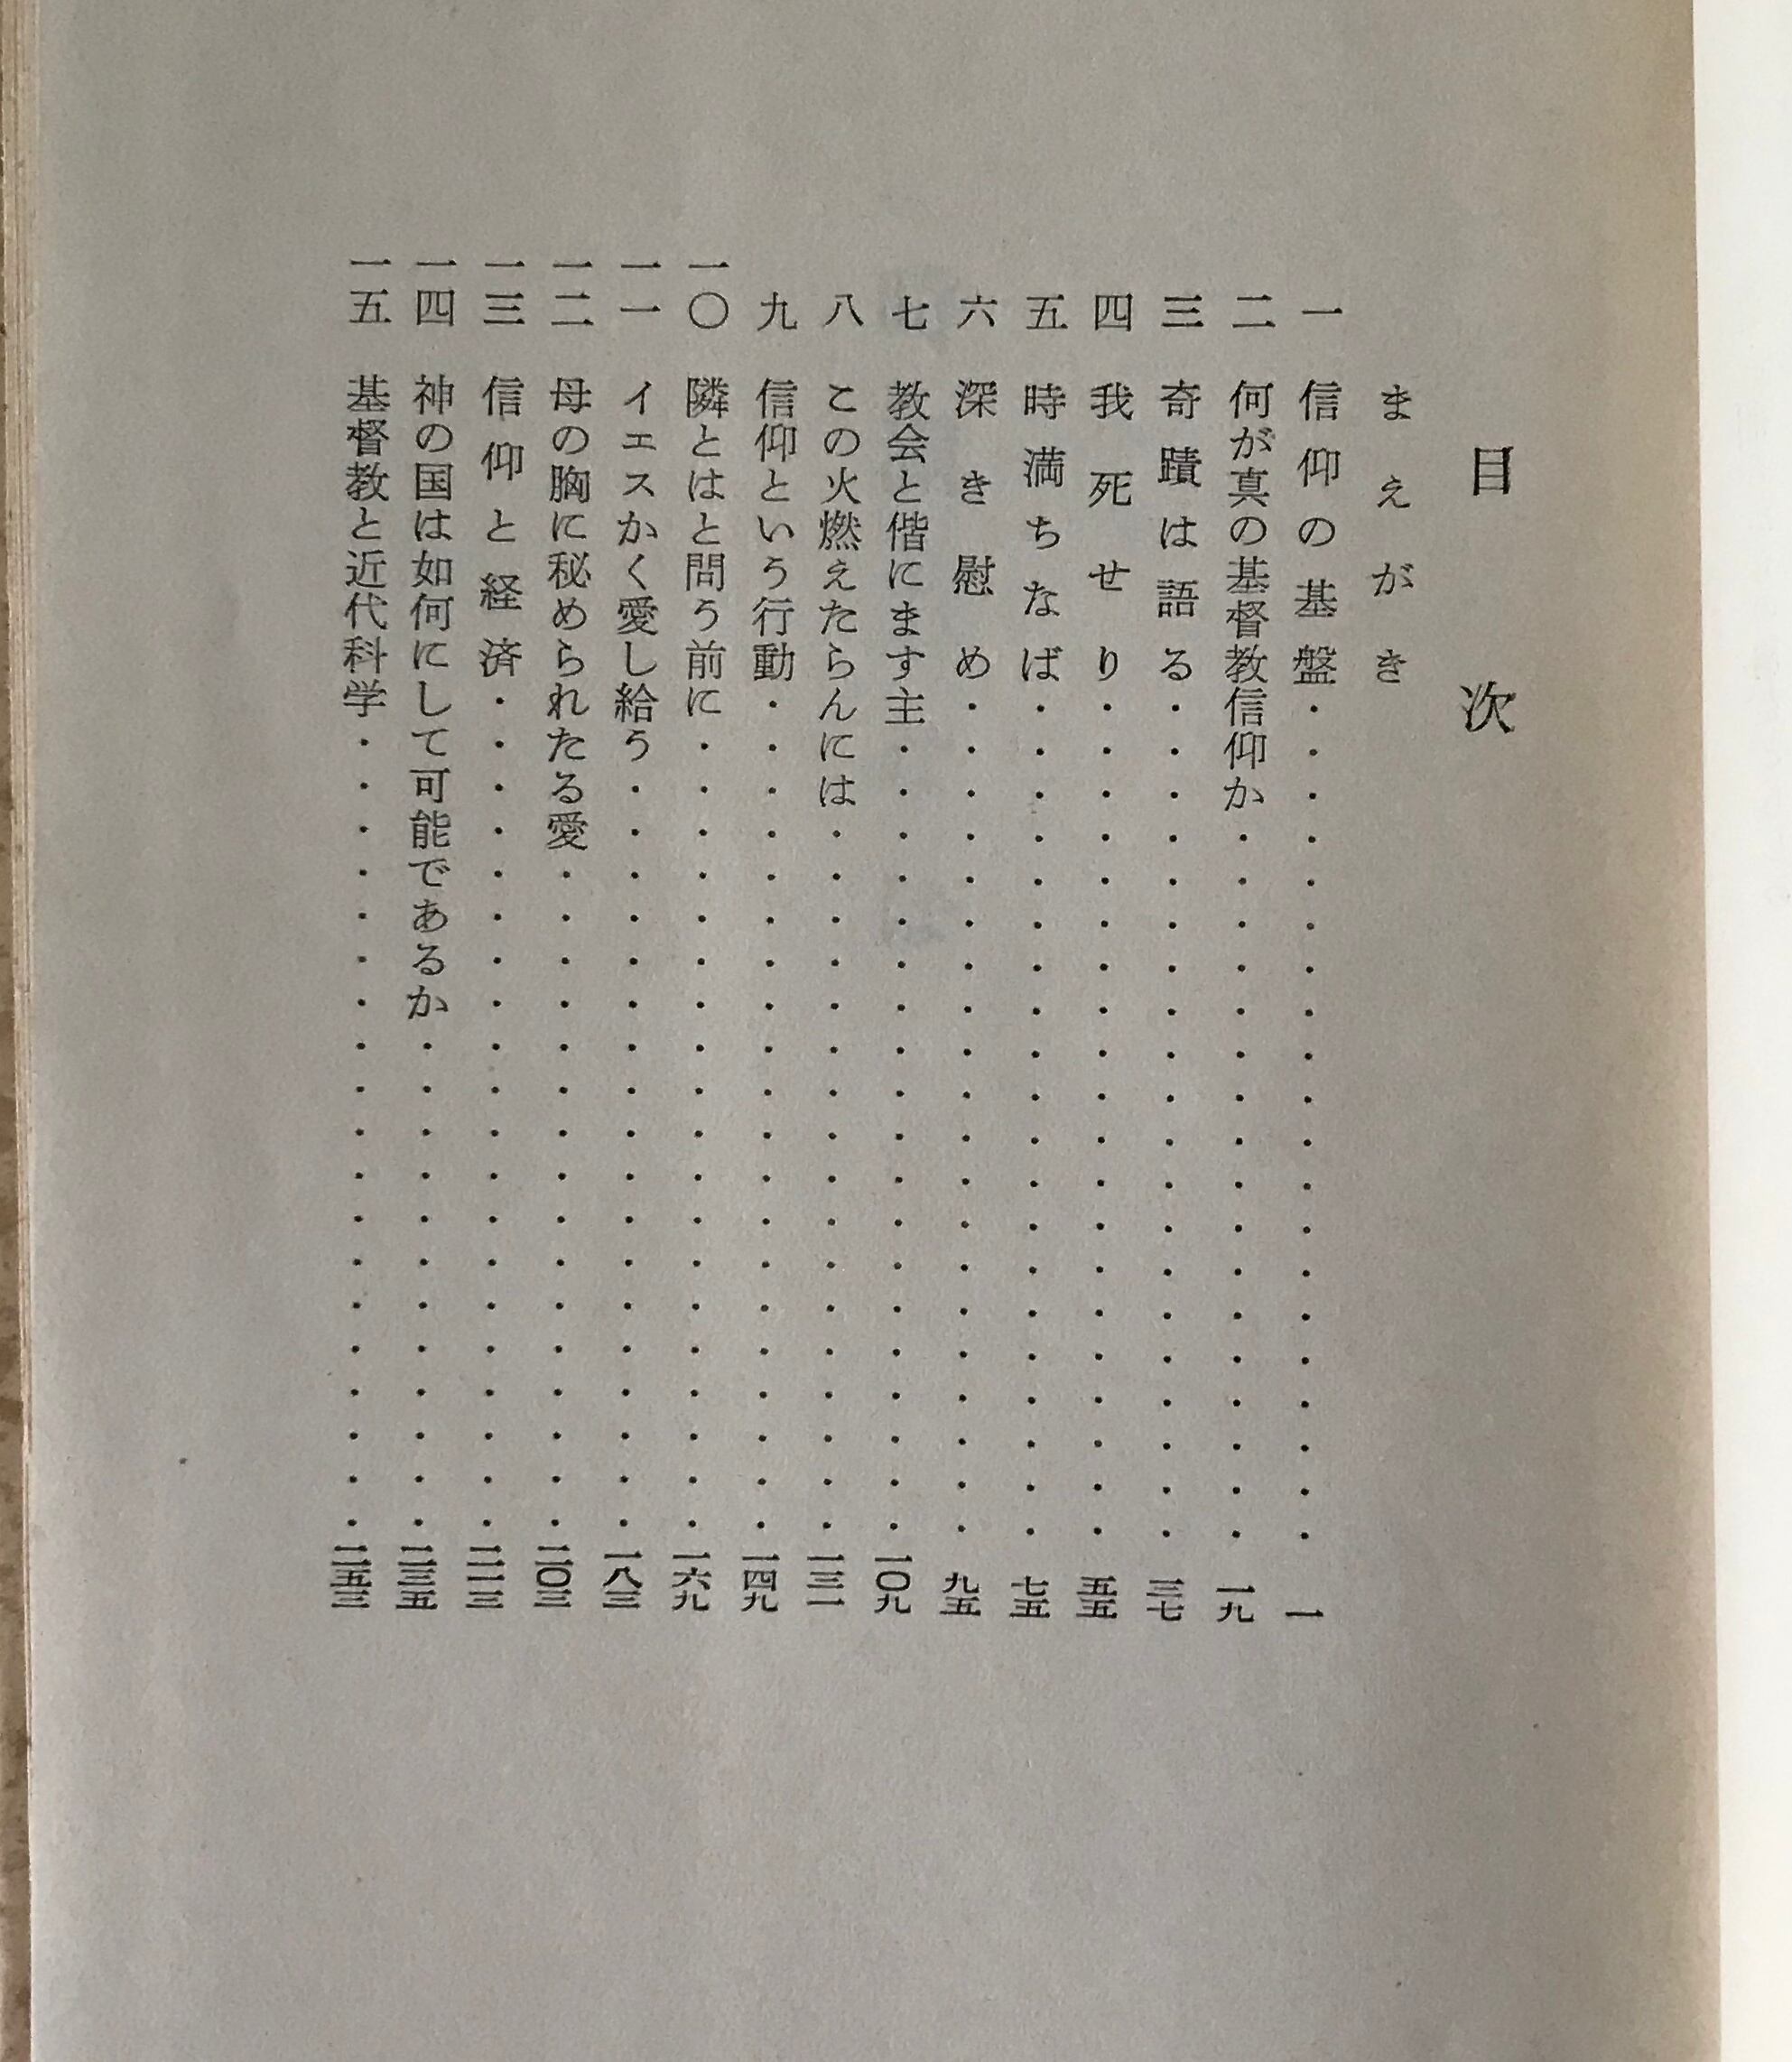 目次
まえがき
一 信仰の基盤・・・・・・・・・・・・・・・・・・・・一
二 何が真の基督教信仰か・・・・・・・・・・・・・・・・・一九
三 奇蹟は語る・・・・・・・・・・・・・・・・・・・・三七
四 我死せり・・・・・・・・・・・・・・・・・・・・五五
五 時満ちなば・・・・・・・・・・・・・・・・・・・・七五
六 深き慰め・・・・・・・・・・・・・・・・・・・・九五
七 教会と偕にます主・・・・・・・・・・・・・・・・・・・一〇九
八 この火燃えたらんには・・・・・・・・・・・・・・・・・一三一
九 信仰という行動・・・・・・・・・・・・・・・・・・・・一四九
一〇 隣とはと問う前に・・・・・・・・・・・・・・・・・・・一六九
一一 イエスかく愛し給う・・・・・・・・・・・・・・・・・・一八三
一二 母の胸に秘められたる愛・・・・・・・・・・・・・・・・二〇三
一三 信仰と経済・・・・・・・・・・・・・・・・・・・・二一三
一四 神の国は如何にして可能であるか・・・・・・・・・・・・二三五
一五 基督教と近代科学・・・・・・・・・・・・・・・・・・・二五三